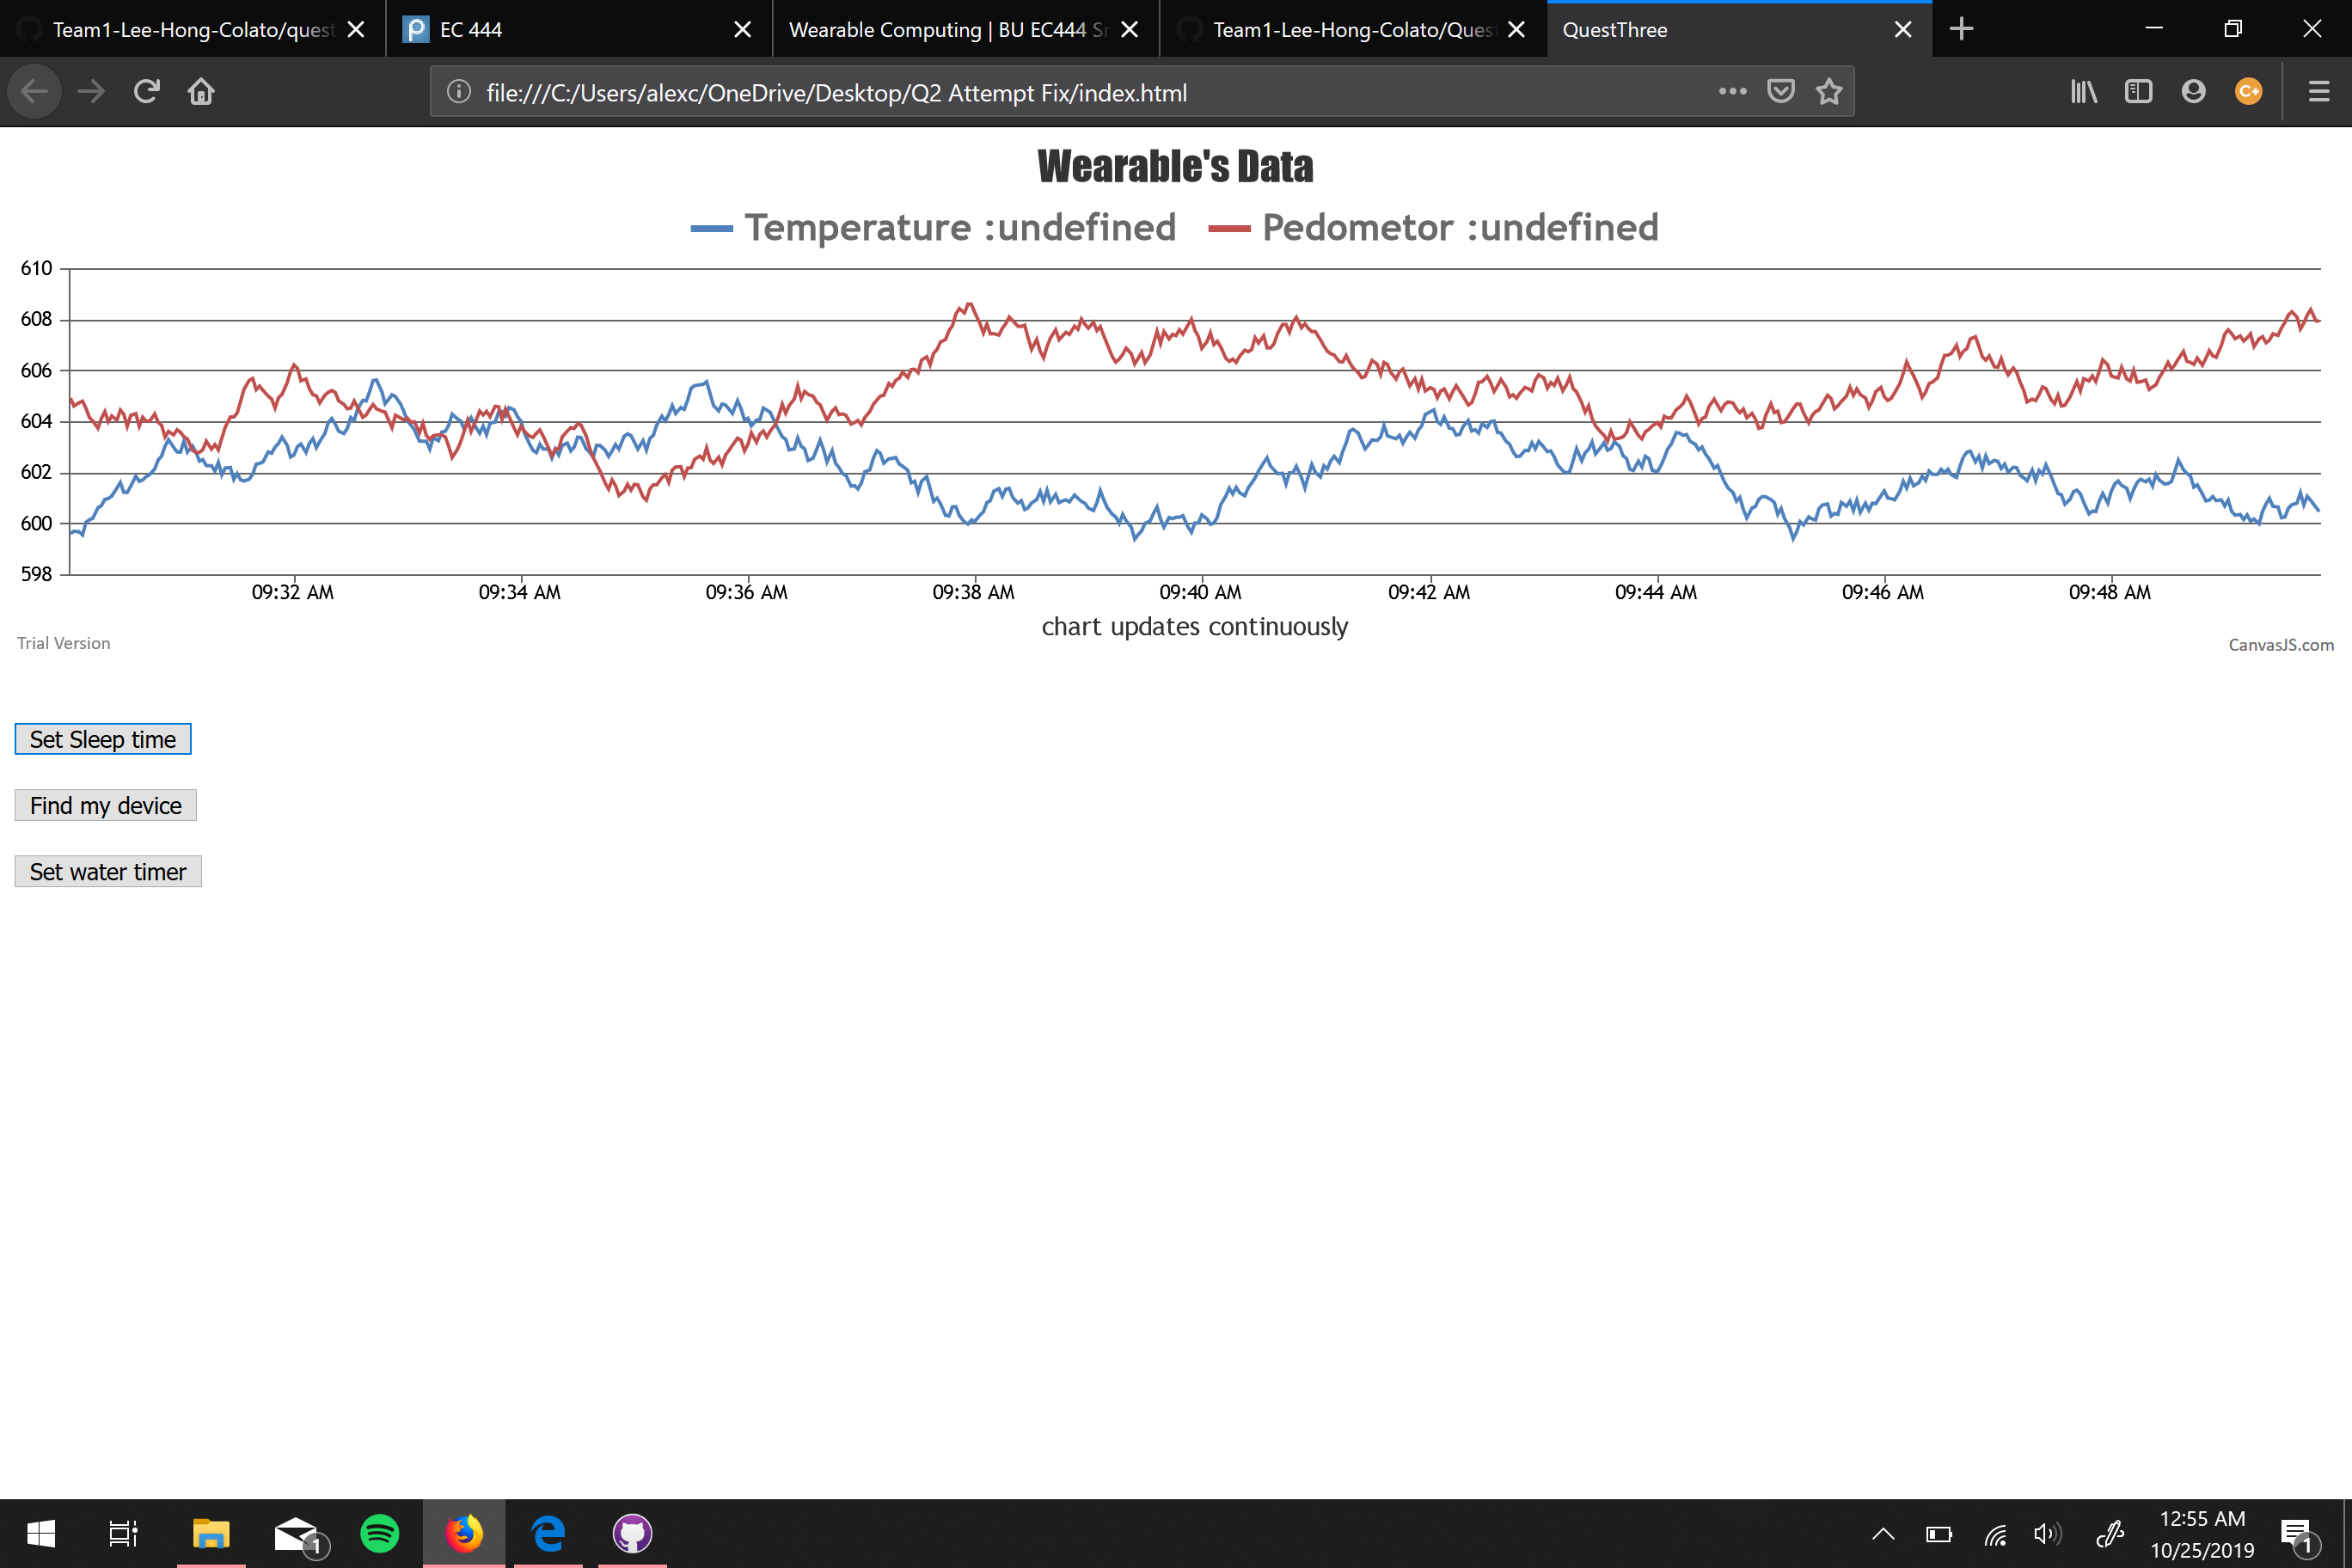 Team1-Lee-Hong-Colato/quest
EC 444
Wearable Computing | BU EC444 Sr
Team1-Lee-Hong-Colato/Quest
QuestThree
file:///C:/Users/alexc/OneDrive/Desktop/Q2 Attempt Fix/index.html
C+
Wearable's Data
Temperature :undefined Pedometor :undefined
610
608
606
604
602
600
598
09:32 AM 09:34 AM 09:36 AM 09:38 AM 09:40 AM 09:42 AM 09:44 AM 09:46 AM 09:48 AM
chart updates continuously
Trial Version
CanvasJS.com
Set Sleep time
Find my device
Set water timer
1
12:55 AM
10/25/2019
1